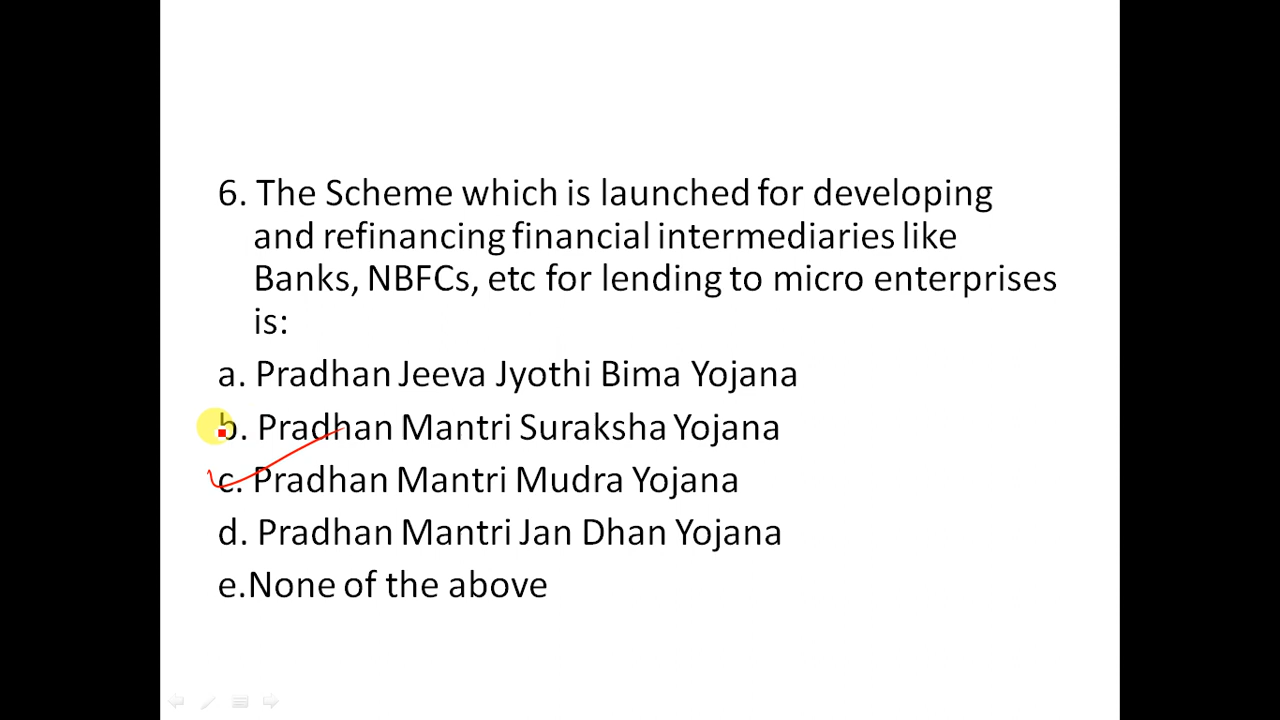 6. The Scheme which is launched for developing
and refinancing financial intermediaries like
Banks, NBFCs, etc for lending to micro enterprises
is:
a. Pradhan Jeeva Jyothi Bima Yojana
b. Pradhan Mantri Suraksha Yojana
c. Pradhan Mantri Mudra Yojana
d. Pradhan Mantri Jan Dhan Yojana
e.None of the above